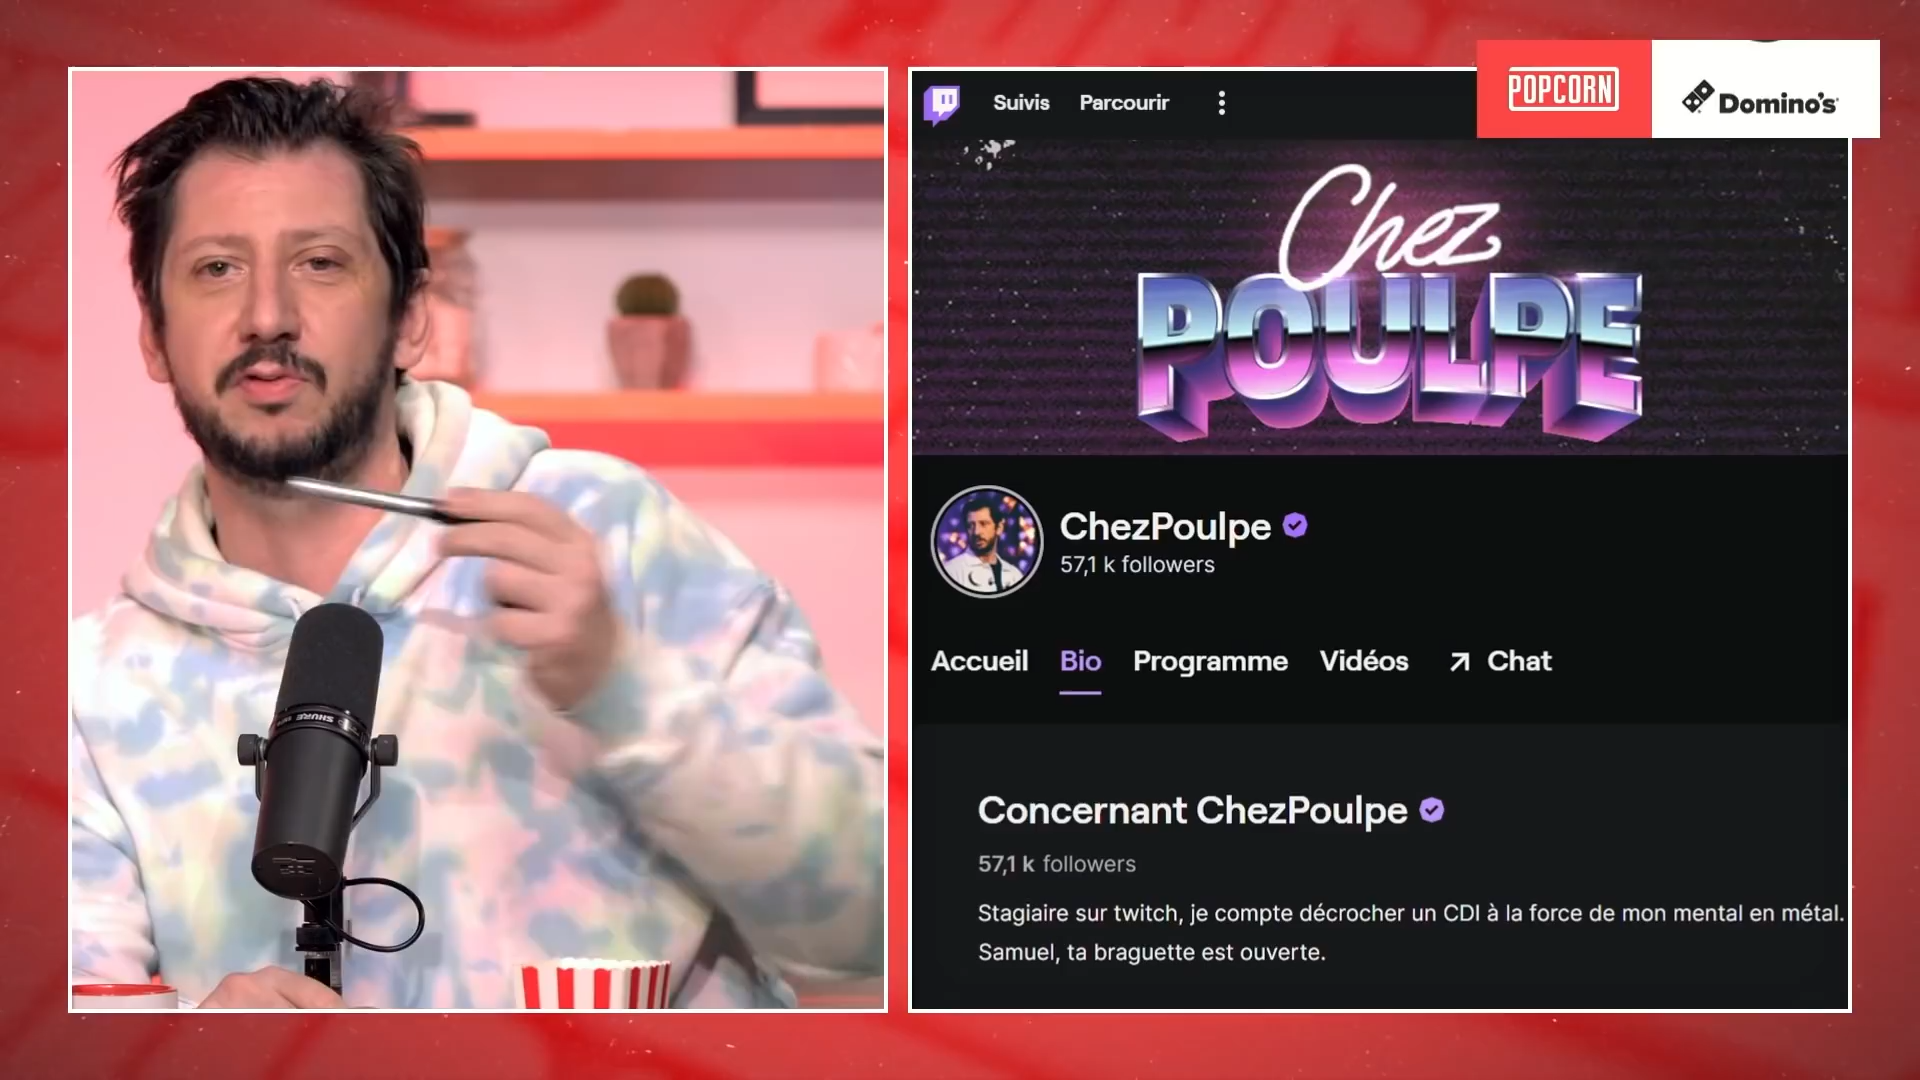 POPCORN
Domino's
Suivis Parcourir
Chez
POULPE
ChezPoulpe
57,1 k followers
Accueil Bio Programme Vidéos Chat
Concernant ChezPoulpe
57,1 k followers
Stagiaire sur twitch, je compte décrocher un CDI à la force de mon mental en métal.
Samuel, ta braguette est ouverte.
SHURE